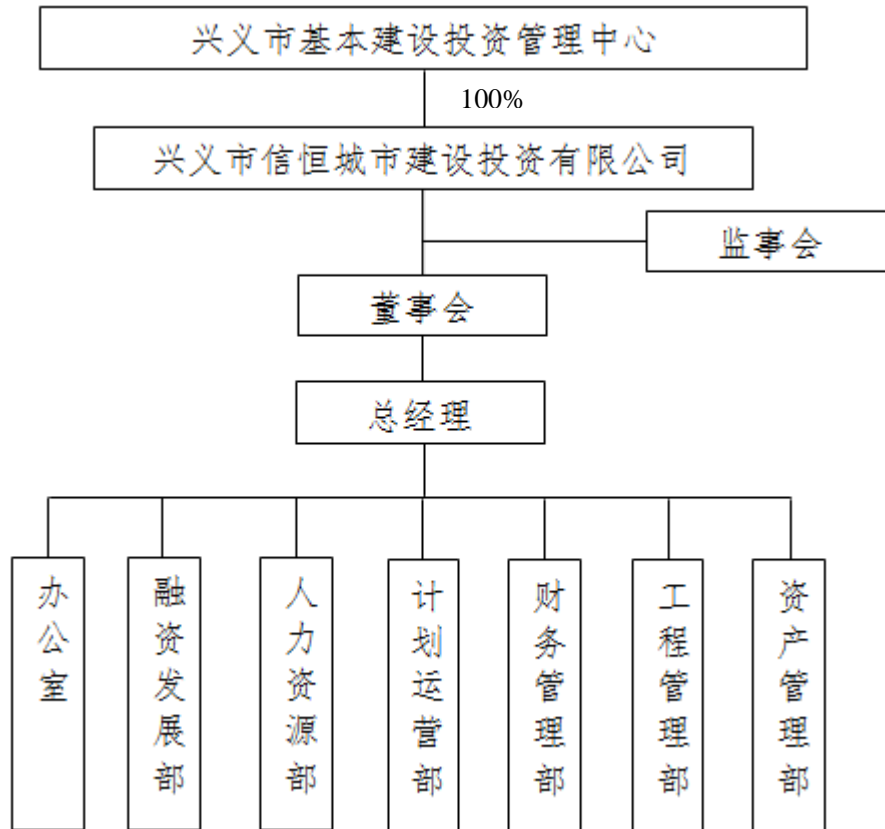 兴义市基本建设投资管理中心
100%
兴义市信恒城市建设投资有限公司
监事会
董事会
总经理
办公室
融资发展部
人力资源部
计划运营部
财务管理部
工程管理部
资产管理部